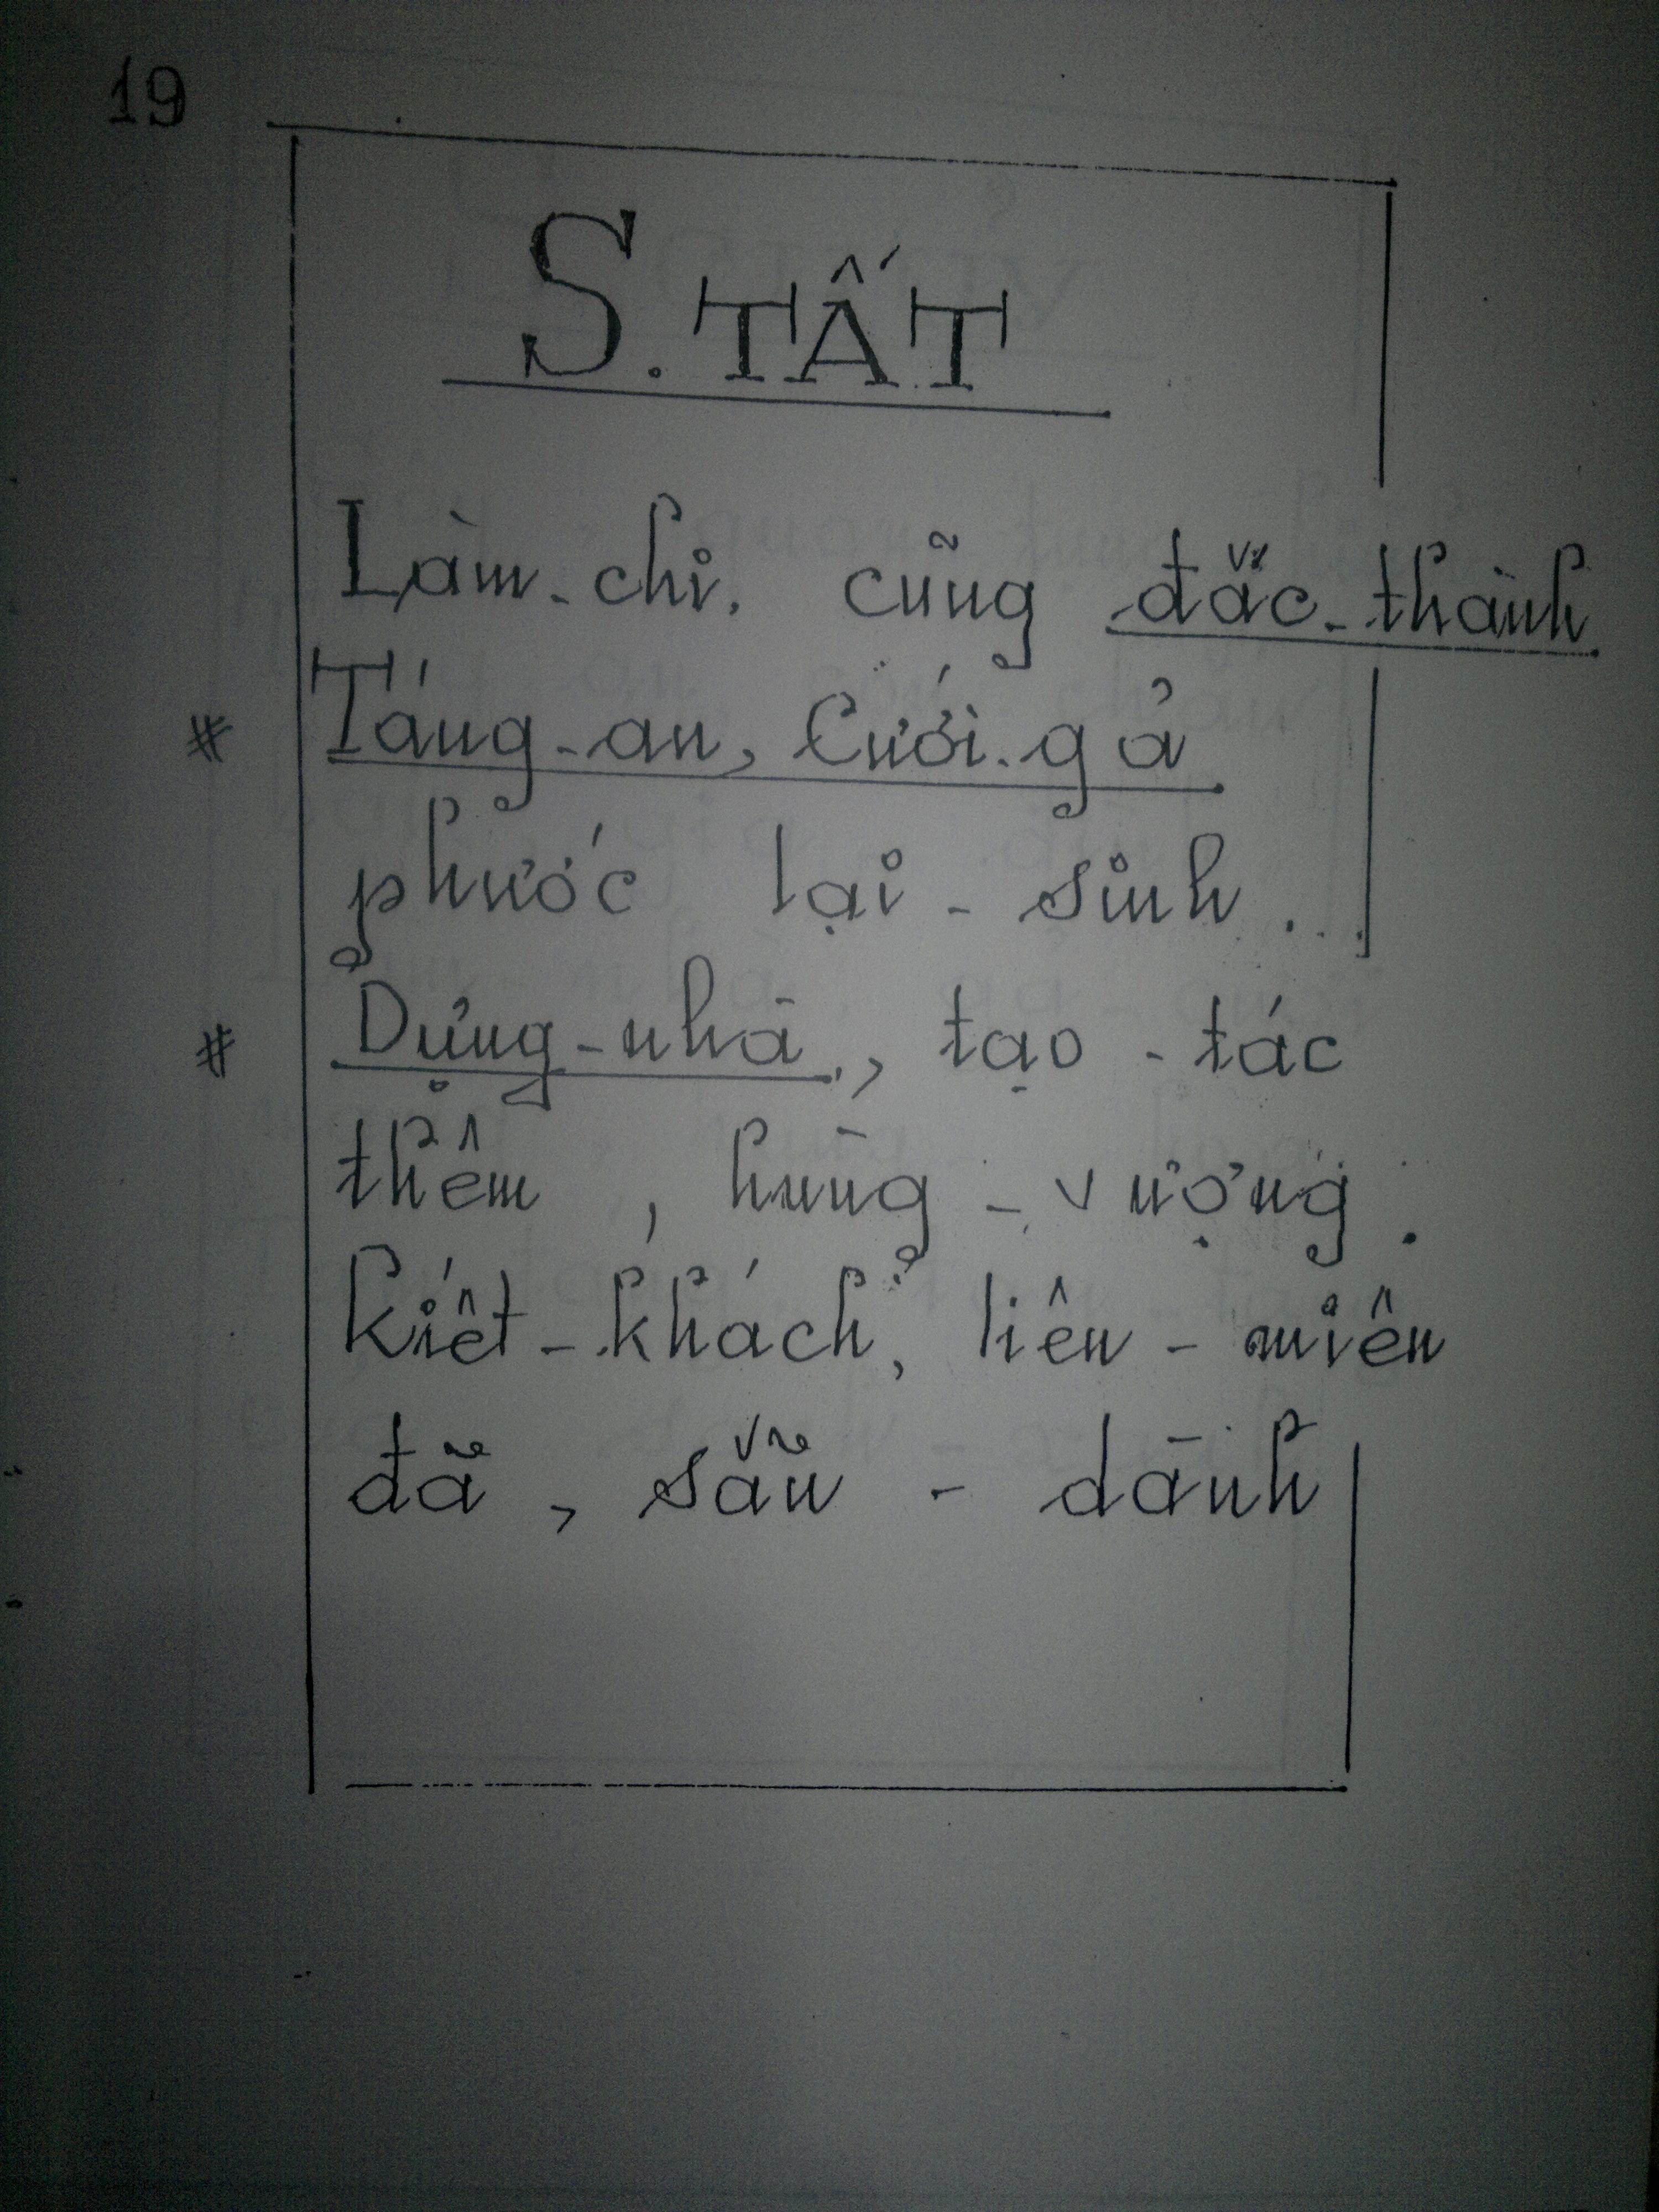 19
S. TẤT
Làm-chi. cũng đắc-thành
# Táng-an, Cưới-gả
phước lại-sinh...
# Dựng-nhà, tạo-tác
thêm, hưng-vượng.
Kiết-khách, liên-miên
đã, sẵn-dành